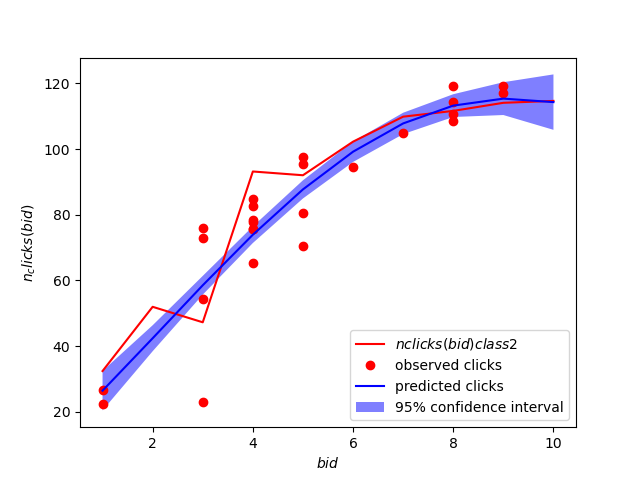 120
100
80
60
40
20
n_clicks(bid)
nclicks(bid)class2
observed clicks
predicted clicks
95% confidence interval
2 4 6 8 10
bid